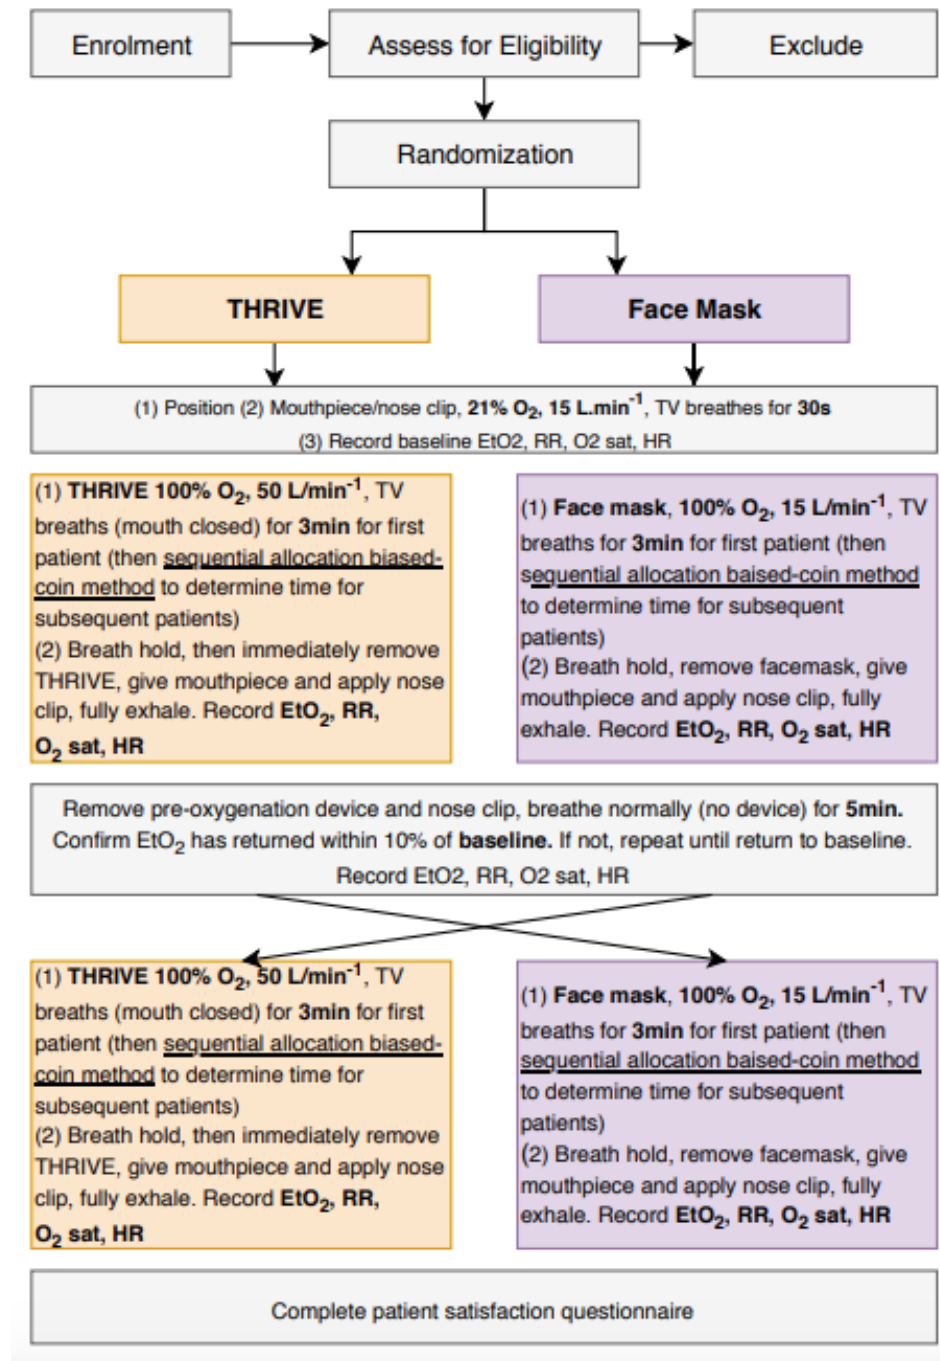 Enrolment
Assess for Eligibility
Exclude
Randomization
THRIVE
Face Mask
(1) Position (2) Mouthpiece/nose clip, 21% O2, 15 L.min-1, TV breathes for 30s
(3) Record baseline EtO2, RR, O2 sat, HR
(1) THRIVE 100% O2, 50 L/min-1, TV
breaths (mouth closed) for 3min for first
patient (then sequential allocation biased-
coin method to determine time for
subsequent patients)
(2) Breath hold, then immediately remove
THRIVE, give mouthpiece and apply nose
clip, fully exhale. Record EtO2, RR,
O2 sat, HR
(1) Face mask, 100% O2, 15 L/min-1, TV
breaths for 3min for first patient (then
sequential allocation baised-coin method
to determine time for subsequent
patients)
(2) Breath hold, remove facemask, give
mouthpiece and apply nose clip, fully
exhale. Record EtO2, RR, O2 sat, HR
Remove pre-oxygenation device and nose clip, breathe normally (no device) for 5min.
Confirm EtO2 has returned within 10% of baseline. If not, repeat until return to baseline.
Record EtO2, RR, O2 sat, HR
(1) THRIVE 100% O2, 50 L/min-1, TV
breaths (mouth closed) for 3min for first
patient (then sequential allocation biased-
coin method to determine time for
subsequent patients)
(2) Breath hold, then immediately remove
THRIVE, give mouthpiece and apply nose
clip, fully exhale. Record EtO2, RR,
O2 sat, HR
(1) Face mask, 100% O2, 15 L/min-1, TV
breaths for 3min for first patient (then
sequential allocation baised-coin method
to determine time for subsequent
patients)
(2) Breath hold, remove facemask, give
mouthpiece and apply nose clip, fully
exhale. Record EtO2, RR, O2 sat, HR
Complete patient satisfaction questionnaire